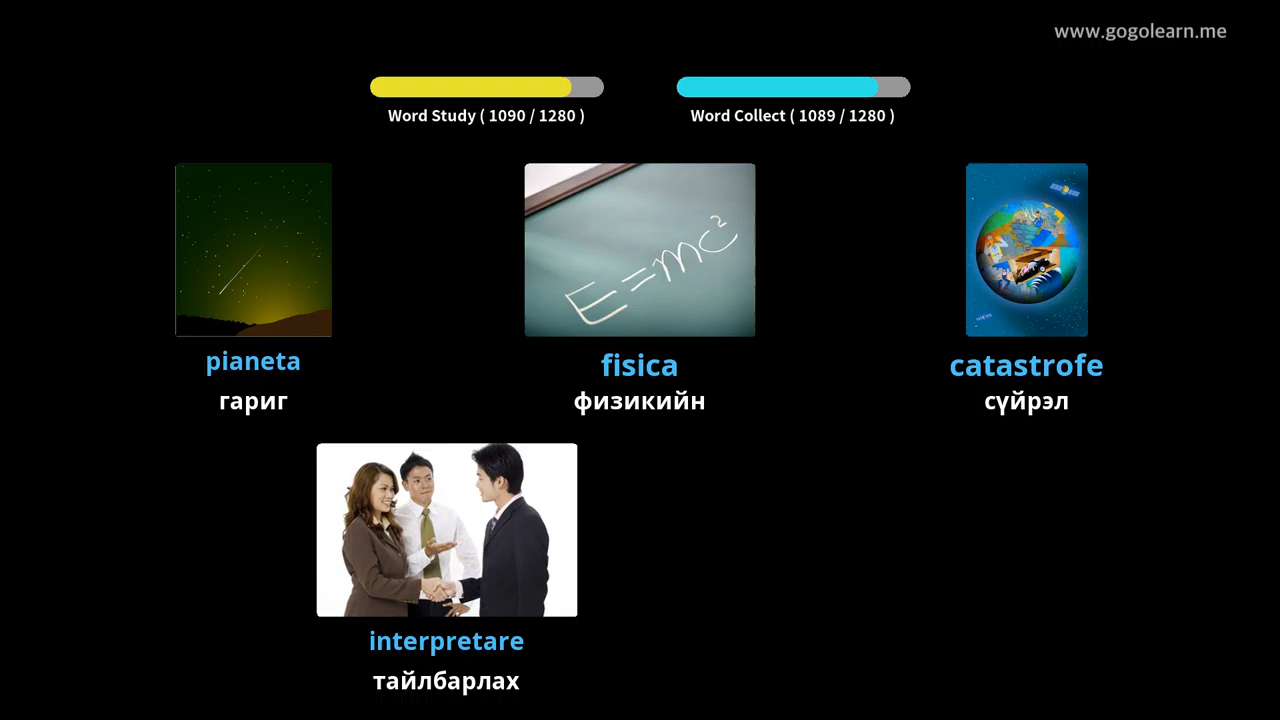 www.gogolearn.me
Word Study ( 1090 / 1280 )
Word Collect ( 1089 / 1280 )
E=mc²
pianeta
fisica
catastrofe
гариг
физикийн
сүйрэл
interpretare
тайлбарлах